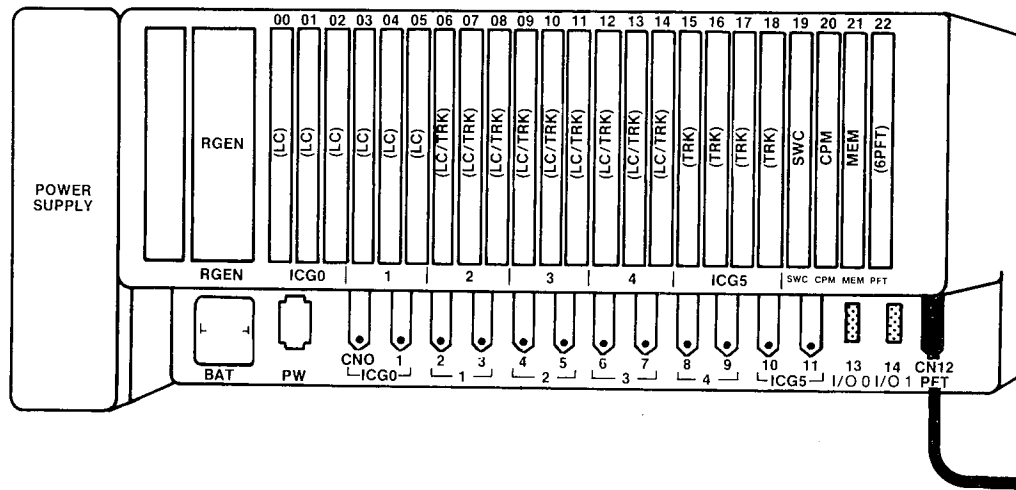 00 01 02 03 04 05 06 07 08 09 10 11 12 13 14 15 16 17 18 19 20 21 22
POWER
SUPPLY
RGEN
(LC)
(LC)
(LC)
(LC)
(LC)
(LC)
(LC/TRK)
(LC/TRK)
(LC/TRK)
(LC/TRK)
(LC/TRK)
(LC/TRK)
(LC/TRK)
(LC/TRK)
(LC/TRK)
(TRK)
(TRK)
(TRK)
(TRK)
SWC
CPM
MEM
(6PFT)
RGEN ICG0 1 2 3 4 ICG5 SWC CPM MEM PFT
BAT PW CNO 1 2 3 4 5 6 7 8 9 10 11 13 14 CN12
ICG0 1 2 3 4 ICG5 I/O 0 I/O 1 PFT